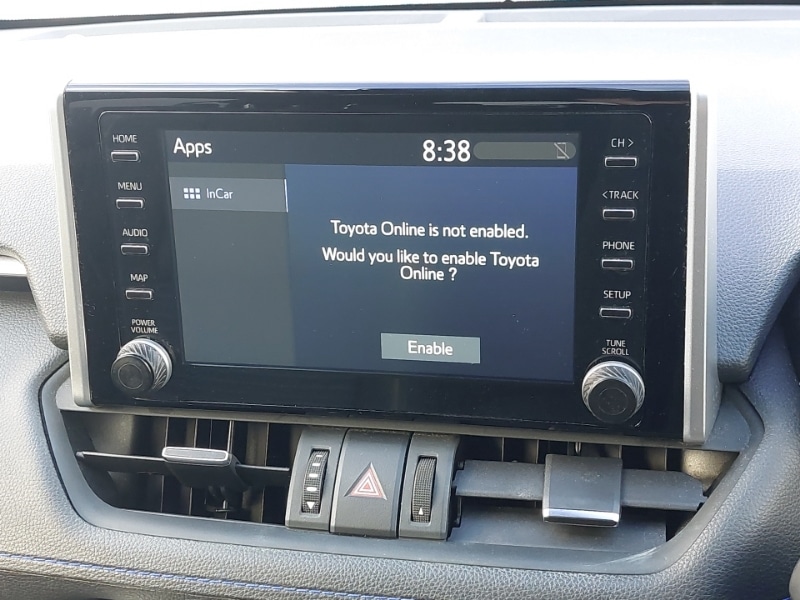 HOME
MENU
AUDIO
MAP
POWER
VOLUME
Apps
8:38
InCar
Toyota Online is not enabled.
Would you like to enable Toyota
Online ?
Enable
CH >
< TRACK
PHONE
SETUP
TUNE
SCROLL